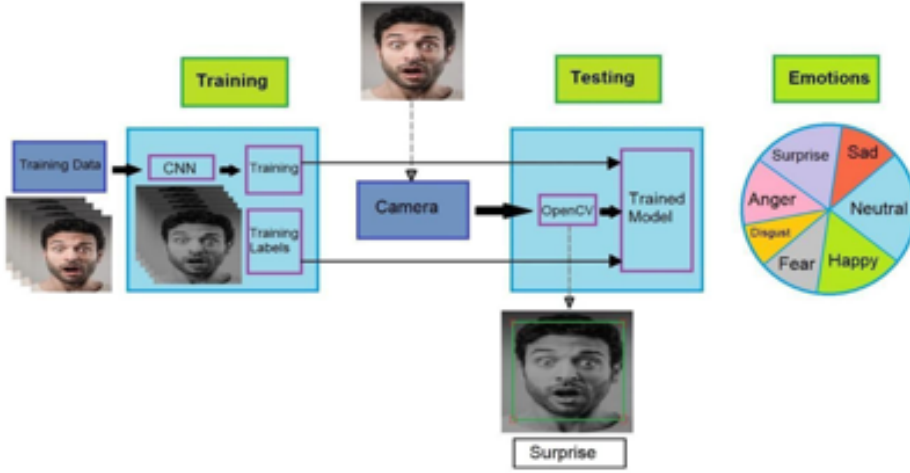 Training
Testing
Emotions
Training Data
CNN
Training
Training
Labels
Camera
OpenCV
Trained
Model
Surprise
Sad
Anger
Neutral
Disgust
Fear
Happy
Surprise